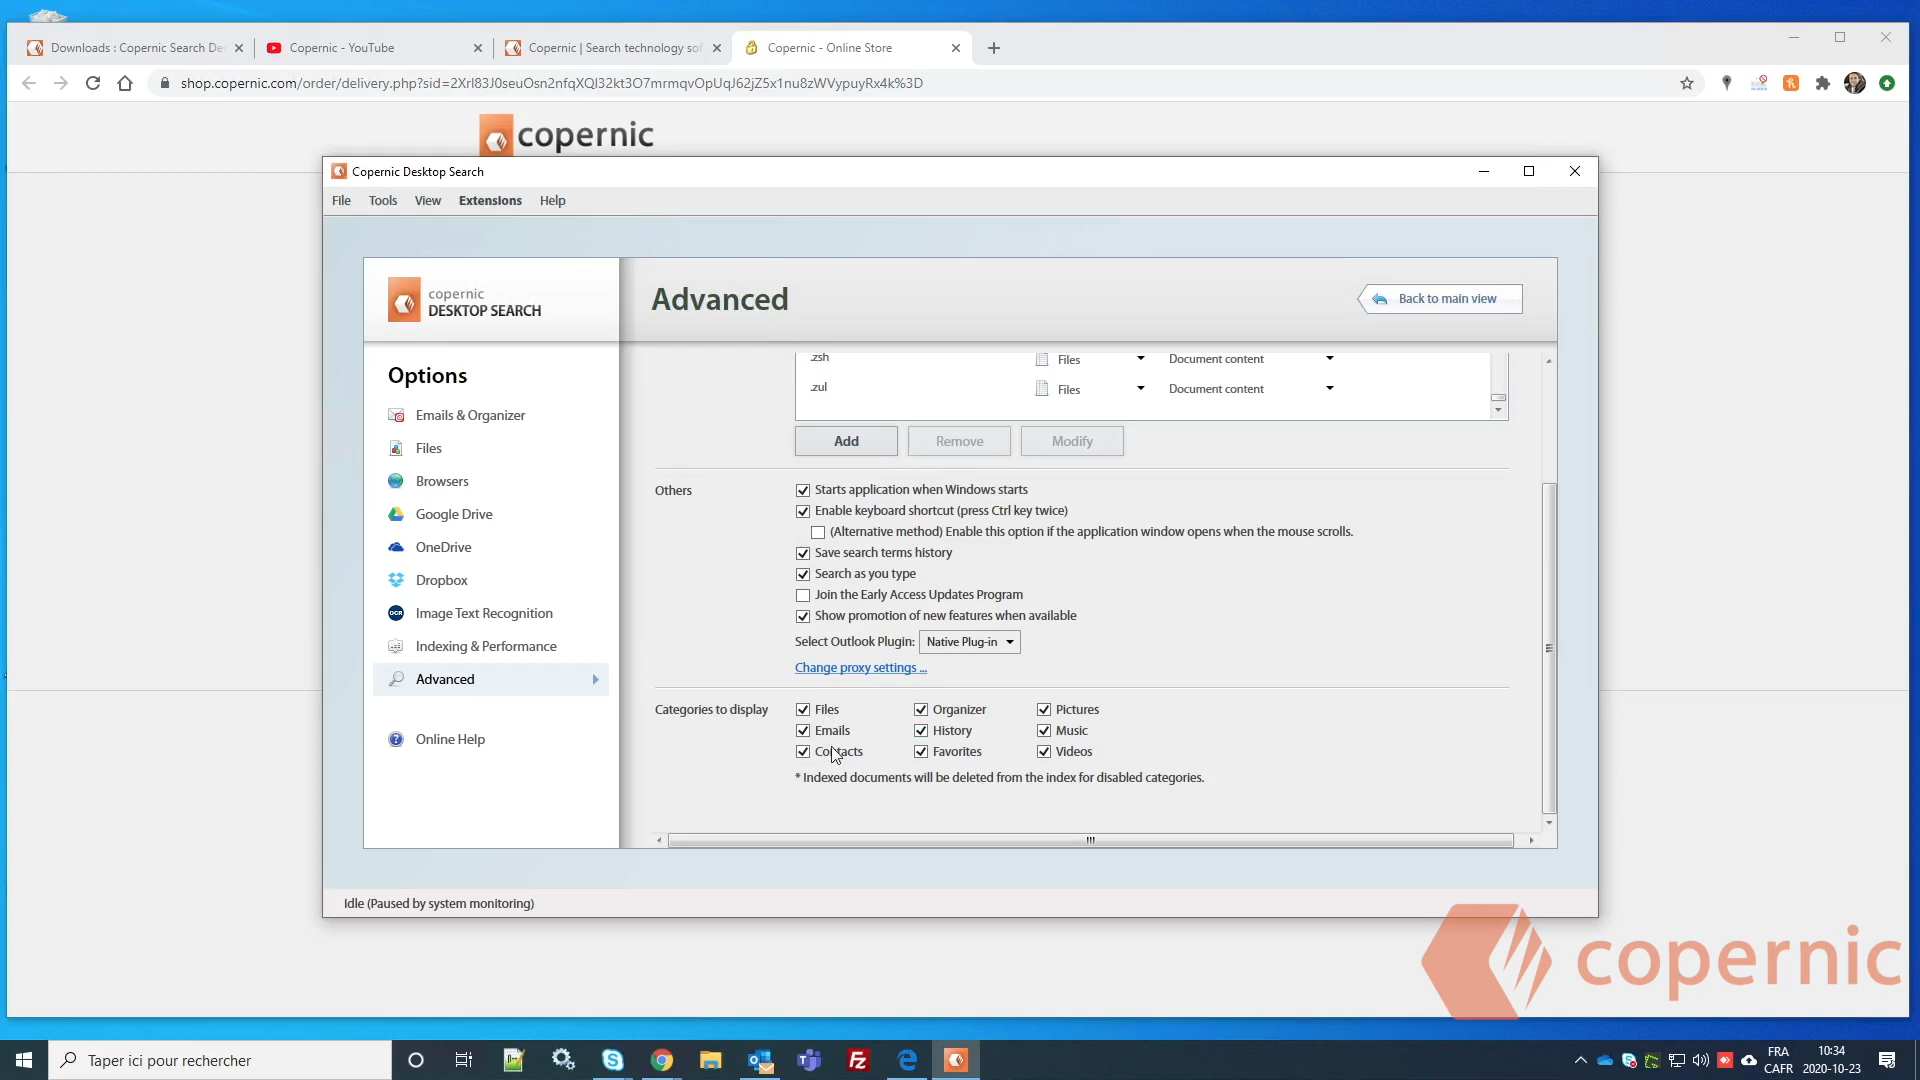 Downloads : Copernic Search De
Copernic - YouTube
Copernic | Search technology sof
Copernic - Online Store
shop.copernic.com/order/delivery.php?sid=2Xrl83J0seuOsn2nfqXQl32kt3O7mrmqvOpUqJ62jZ5x1nu8zWVypuyRx4k%3D
copernic
Copernic Desktop Search
File Tools View Extensions Help
copernic
DESKTOP SEARCH
Advanced
Back to main view
Options
Emails & Organizer
Files
Browsers
Google Drive
OneDrive
Dropbox
OCR Image Text Recognition
Indexing & Performance
Advanced
Online Help
.zsh Files Document content
.zul Files Document content
Add Remove Modify
Others
Starts application when Windows starts
Enable keyboard shortcut (press Ctrl key twice)
(Alternative method) Enable this option if the application window opens when the mouse scrolls.
Save search terms history
Search as you type
Join the Early Access Updates Program
Show promotion of new features when available
Select Outlook Plugin: Native Plug-in
Change proxy settings ...
Categories to display
Files Organizer Pictures
Emails History Music
Contacts Favorites Videos
* Indexed documents will be deleted from the index for disabled categories.
Idle (Paused by system monitoring)
copernic
Taper ici pour rechercher
FRA
CAFR
10:34
2020-10-23